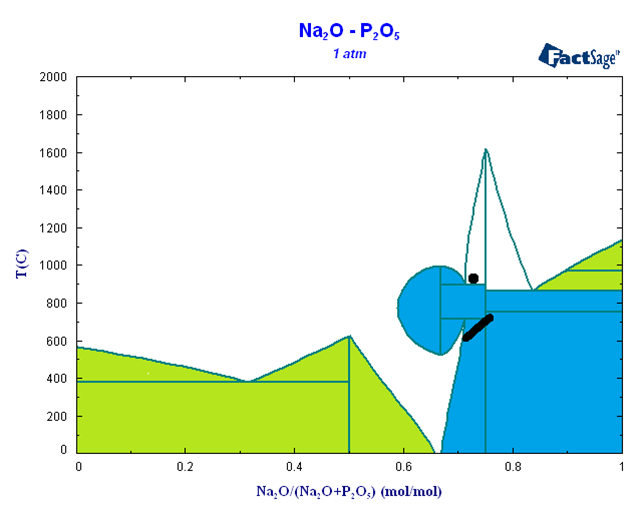 Na₂O - P₂O₅
1 atm
FactSage™
2000
1800
1600
1400
1200
1000
800
600
400
200
0
T(C)
0 0.2 0.4 0.6 0.8 1
Na₂O/(Na₂O+P₂O₅) (mol/mol)